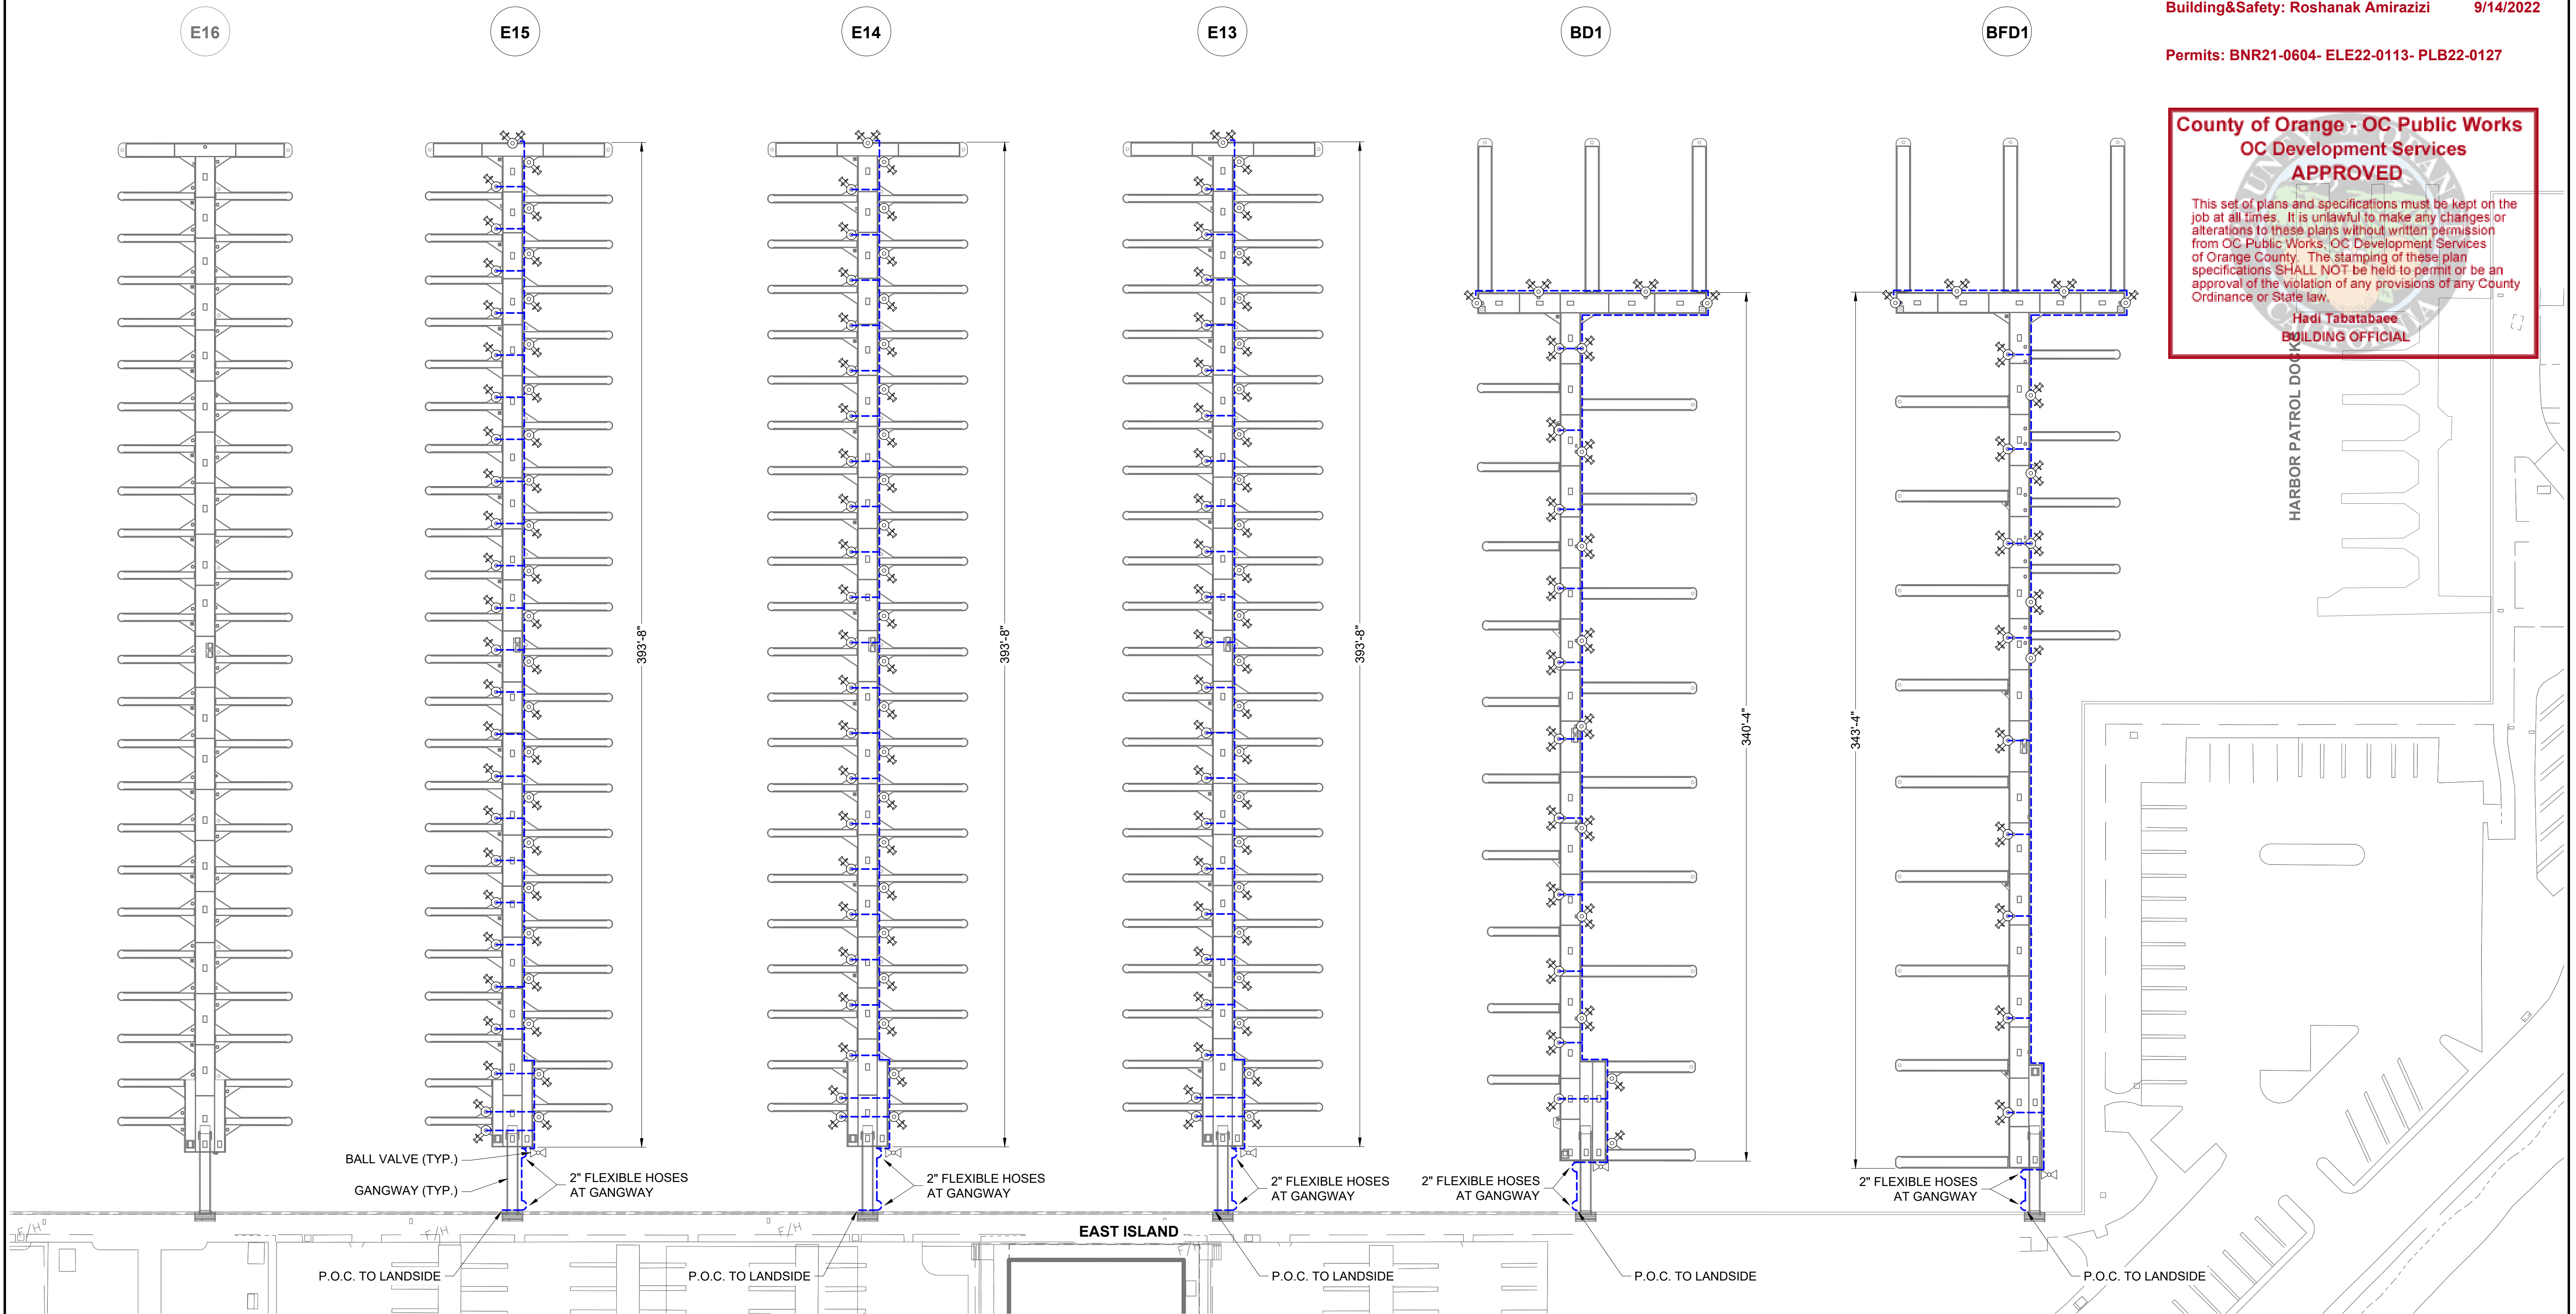 E16
E15
E14
E13
BD1
BFD1
Building&Safety: Roshanak Amirazizi 9/14/2022
Permits: BNR21-0604- ELE22-0113- PLB22-0127
County of Orange - OC Public Works
OC Development Services
APPROVED
This set of plans and specifications must be kept on the
job at all times. It is unlawful to make any changes or
alterations to these plans without written permission
from OC Public Works, OC Development Services
of Orange County. The stamping of these plan
specifications SHALL NOT be held to permit or be an
approval of the violation of any provisions of any County
Ordinance or State law.
Hadi Tabatabaee
BUILDING OFFICIAL
HARBOR PATROL DOCKS
393'-8"
393'-8"
393'-8"
340'-4"
343'-4"
BALL VALVE (TYP.)
GANGWAY (TYP.)
2" FLEXIBLE HOSES
AT GANGWAY
2" FLEXIBLE HOSES
AT GANGWAY
2" FLEXIBLE HOSES
AT GANGWAY
2" FLEXIBLE HOSES
AT GANGWAY
2" FLEXIBLE HOSES
AT GANGWAY
F/H
F/H
F/H
F/H
EAST ISLAND
P.O.C. TO LANDSIDE
P.O.C. TO LANDSIDE
P.O.C. TO LANDSIDE
P.O.C. TO LANDSIDE
P.O.C. TO LANDSIDE